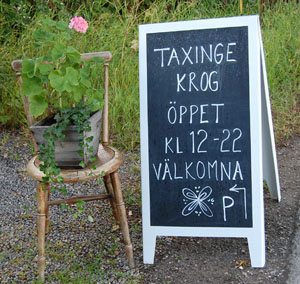 TAXINGE
KROG
ÖPPET
KL 12-22
VÄLKOMNA
P